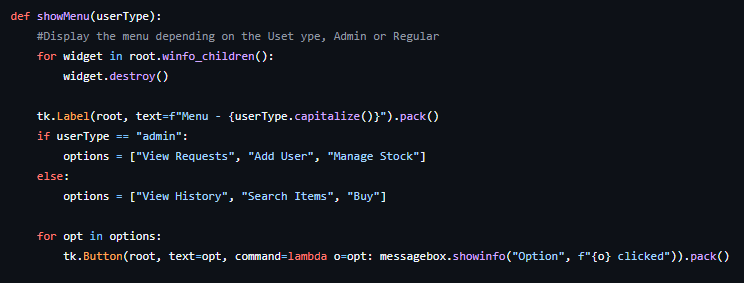 def showMenu(userType):
    #Display the menu depending on the Uset ype, Admin or Regular
    for widget in root.winfo_children():
        widget.destroy()

    tk.Label(root, text=f"Menu - {userType.capitalize()}").pack()
    if userType == "admin":
        options = ["View Requests", "Add User", "Manage Stock"]
    else:
        options = ["View History", "Search Items", "Buy"]

    for opt in options:
        tk.Button(root, text=opt, command=lambda o=opt: messagebox.showinfo("Option", f"{o} clicked")).pack()